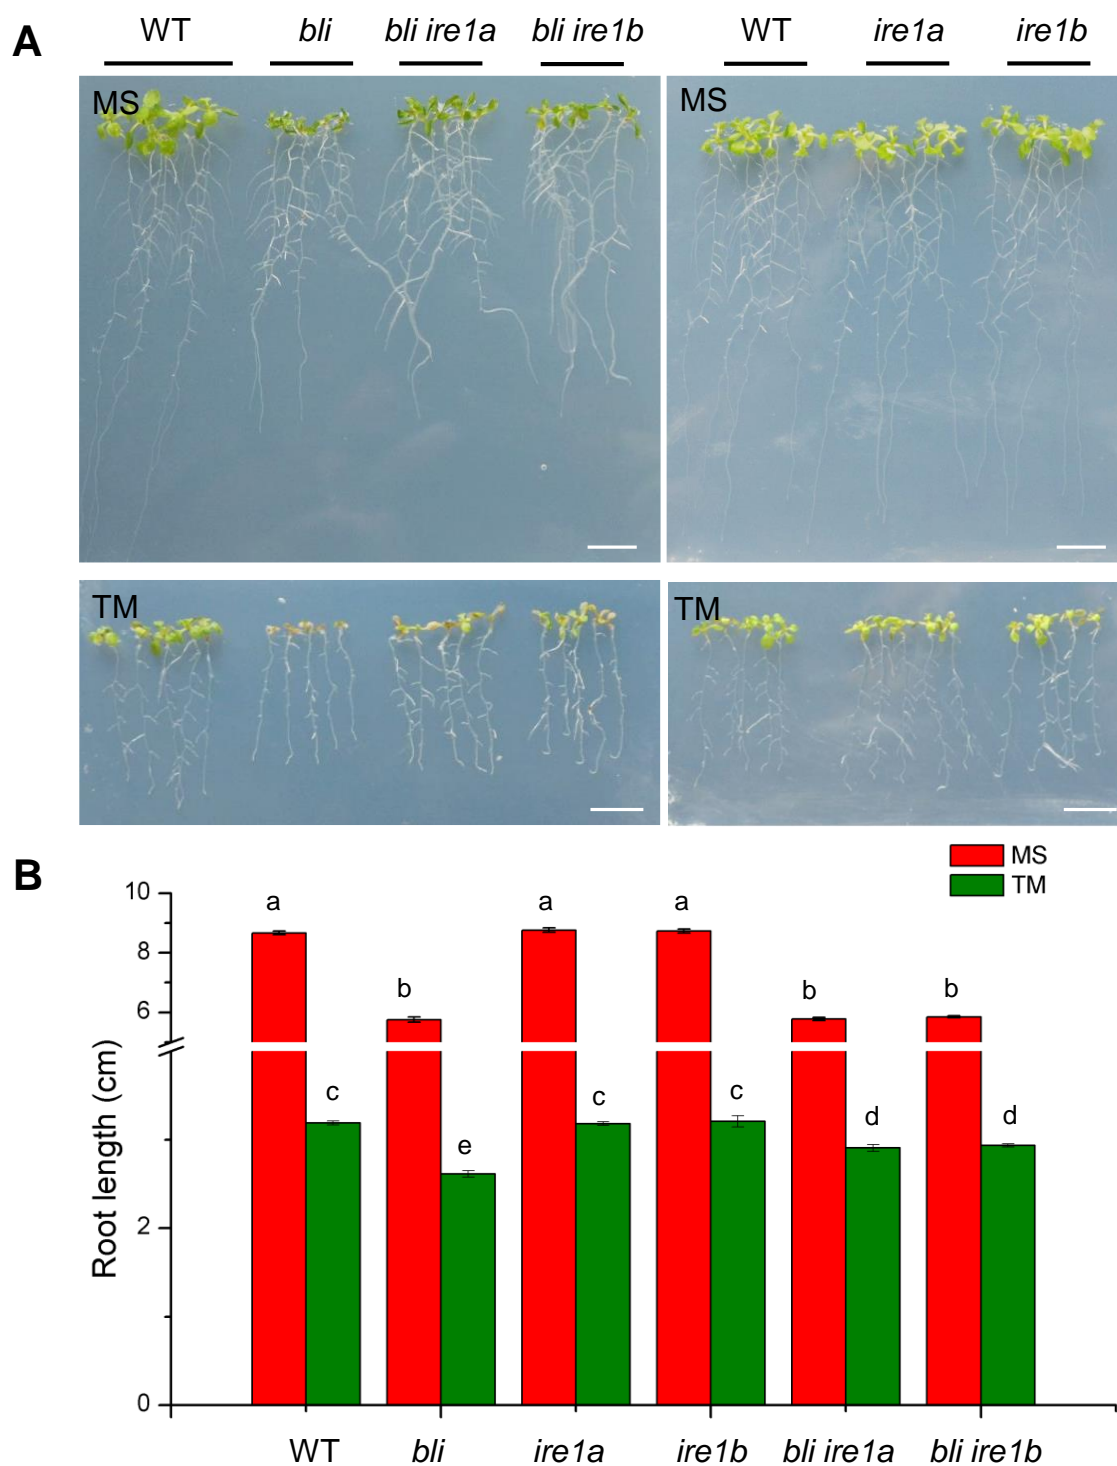 A
WT bli bli ire1a bli ire1b WT ire1a ire1b
MS MS
TM TM
B
MS
TM
10
8
6
2
0
Root length (cm)
a b a a b b
c e c c d d
WT bli ire1a ire1b bli ire1a bli ire1b